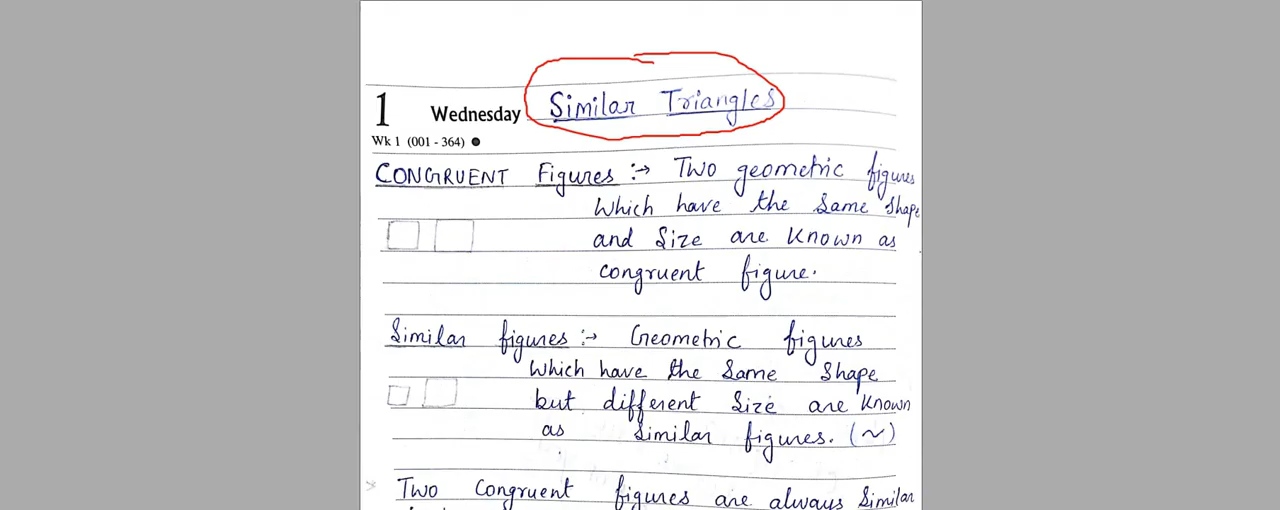 1 Wednesday Similar Triangles
Wk 1 (001 - 364)
CONGRUENT Figures :→ Two geometric figures
Which have the Same Shape
and Size are known as
congruent figure.
Similar figures :→ Geometric figures
Which have the Same Shape
but different Size are known
as Similar figures. (~)
Two Congruent figures are always Similar